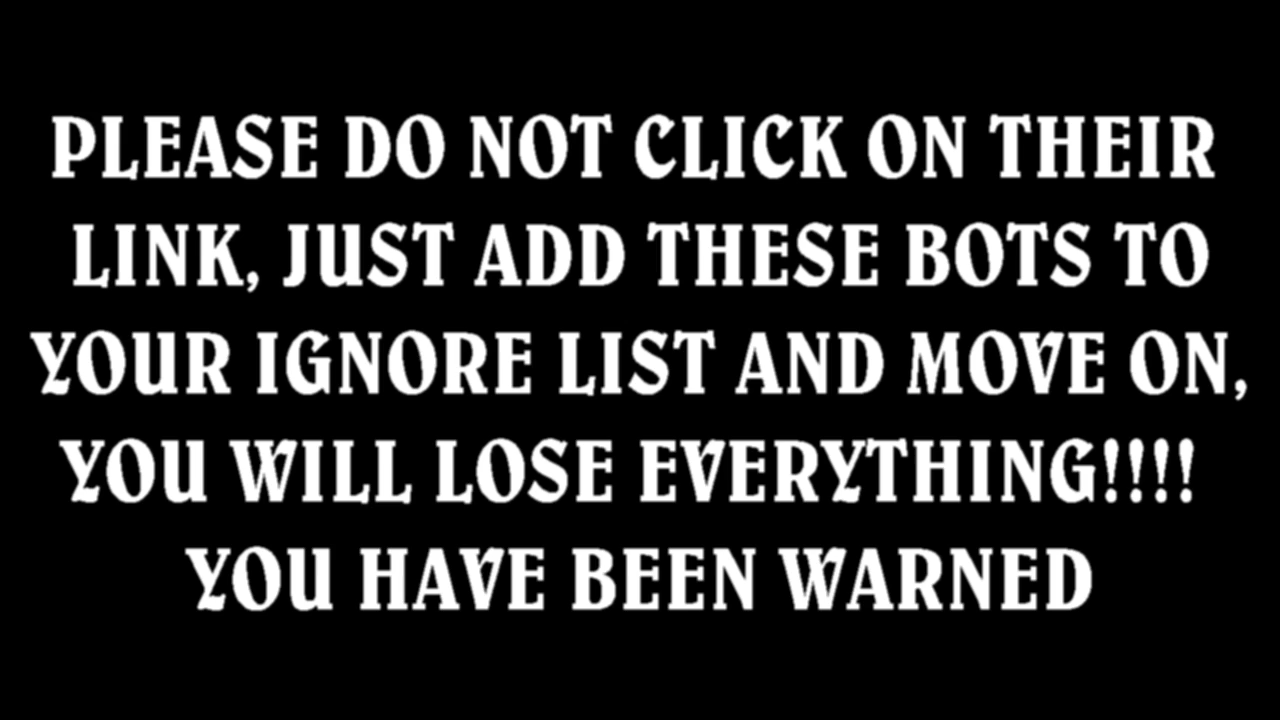 PLEASE DO NOT CLICK ON THEIR
LINK, JUST ADD THESE BOTS TO
YOUR IGNORE LIST AND MOVE ON,
YOU WILL LOSE EVERYTHING!!!!
YOU HAVE BEEN WARNED